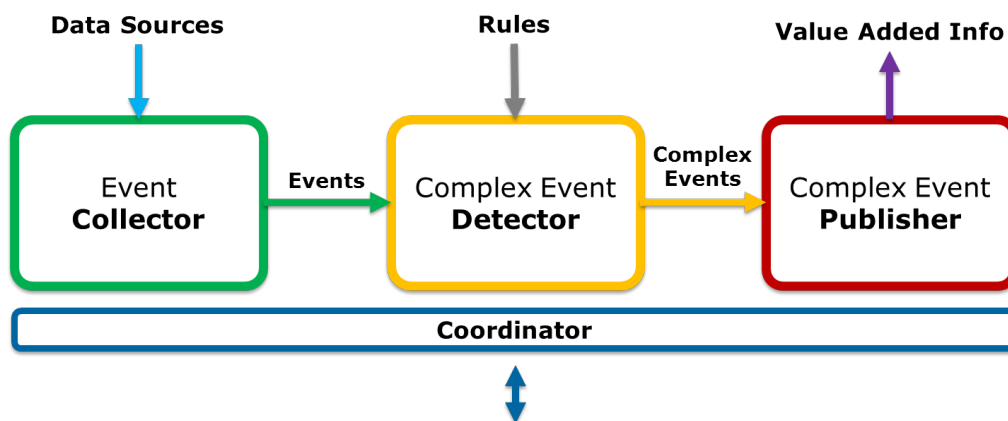 Data Sources
Rules
Value Added Info
Event
Collector
Events
Complex Event
Detector
Complex
Events
Complex Event
Publisher
Coordinator